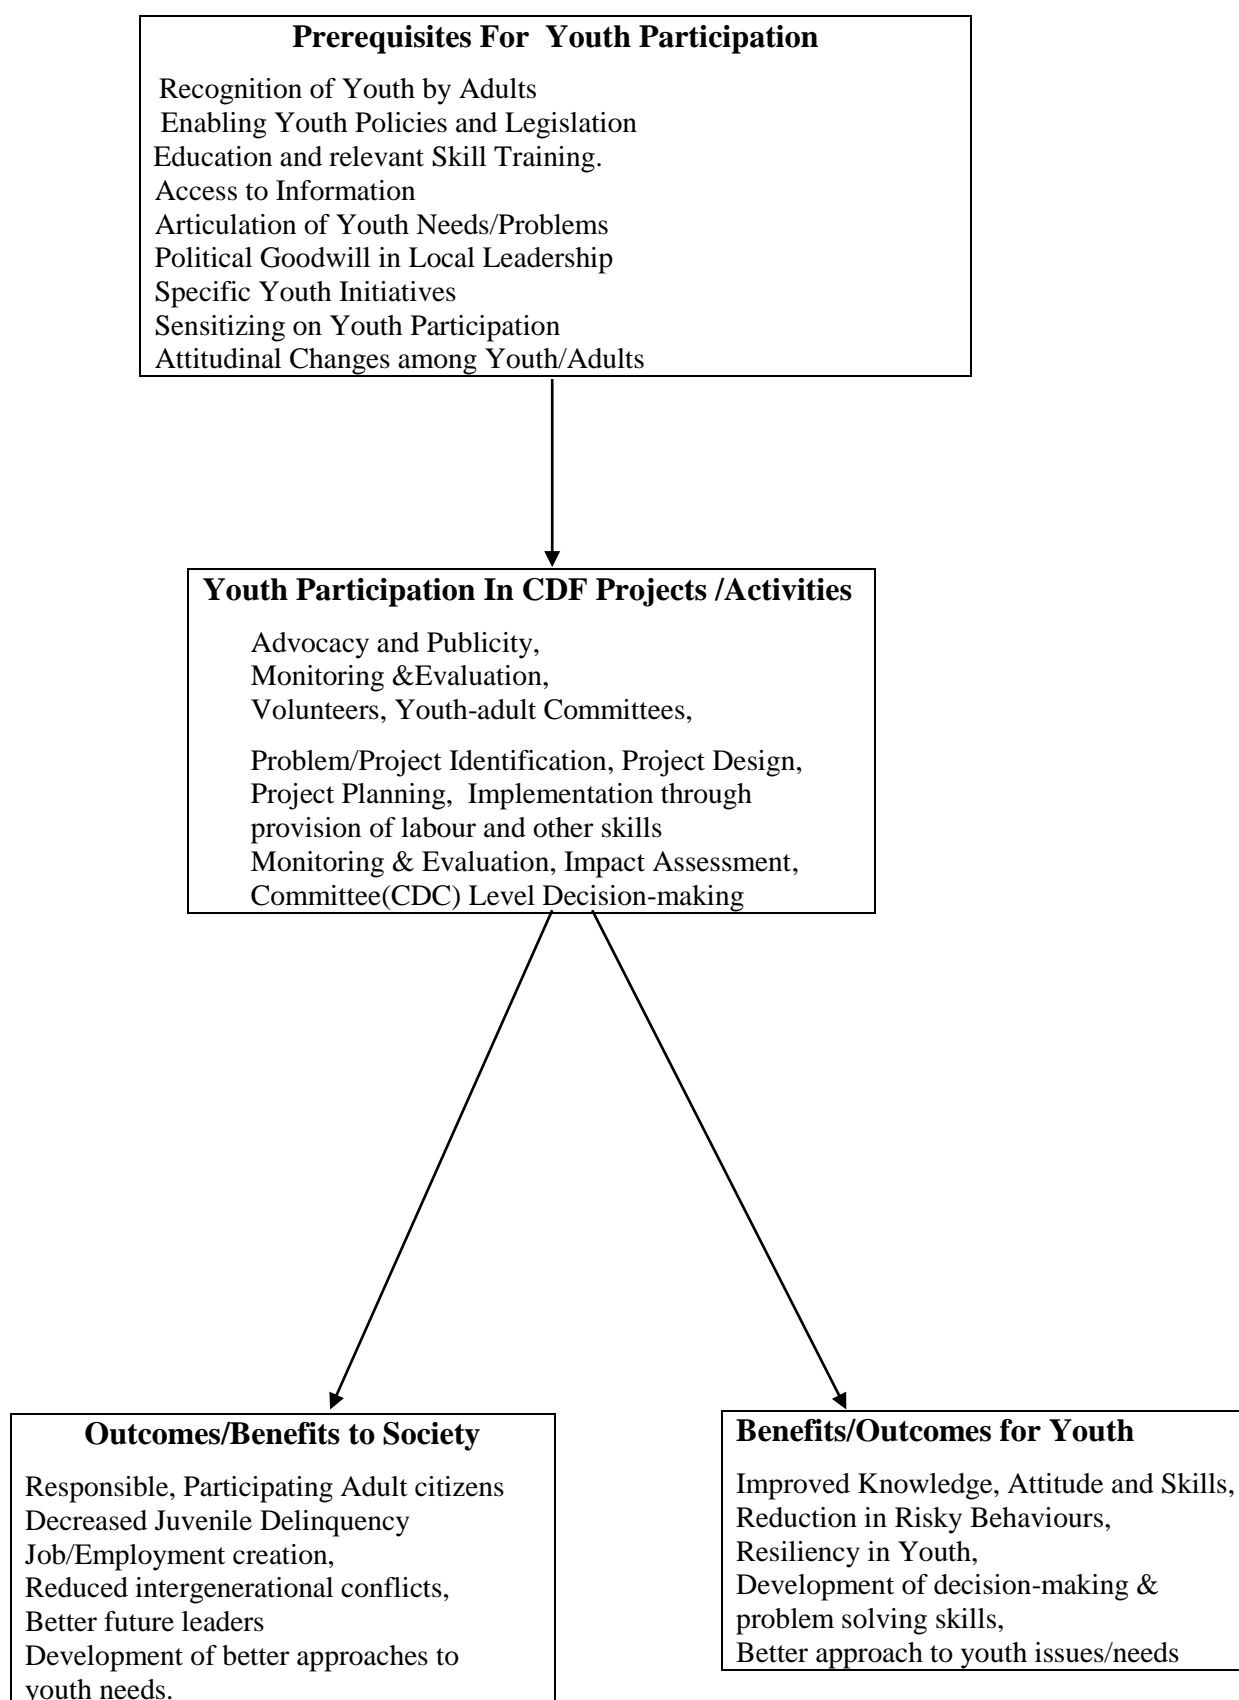 Prerequisites For Youth Participation
Recognition of Youth by Adults
Enabling Youth Policies and Legislation
Education and relevant Skill Training.
Access to Information
Articulation of Youth Needs/Problems
Political Goodwill in Local Leadership
Specific Youth Initiatives
Sensitizing on Youth Participation
Attitudinal Changes among Youth/Adults
Youth Participation In CDF Projects /Activities
Advocacy and Publicity,
Monitoring &Evaluation,
Volunteers, Youth-adult Committees,
Problem/Project Identification, Project Design,
Project Planning, Implementation through
provision of labour and other skills
Monitoring & Evaluation, Impact Assessment,
Committee(CDC) Level Decision-making
Outcomes/Benefits to Society
Responsible, Participating Adult citizens
Decreased Juvenile Delinquency
Job/Employment creation,
Reduced intergenerational conflicts,
Better future leaders
Development of better approaches to
youth needs.
Benefits/Outcomes for Youth
Improved Knowledge, Attitude and Skills,
Reduction in Risky Behaviours,
Resiliency in Youth,
Development of decision-making &
problem solving skills,
Better approach to youth issues/needs